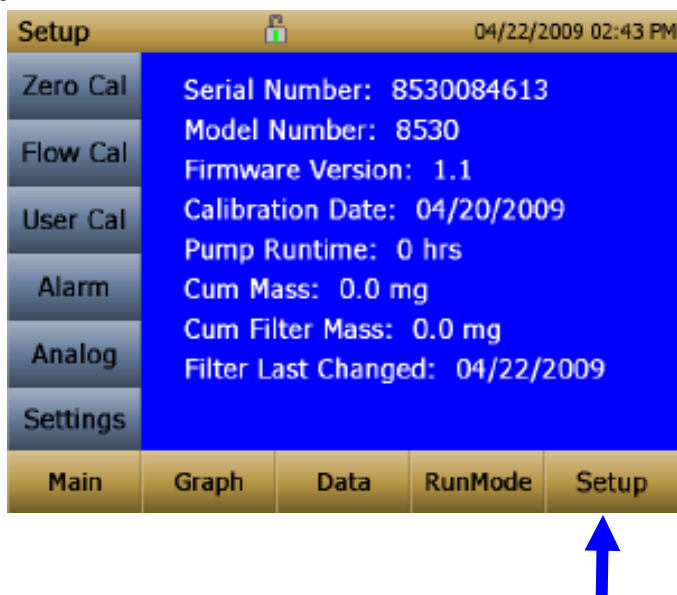 Setup 04/22/2009 02:43 PM
Zero Cal
Flow Cal
User Cal
Alarm
Analog
Settings
Serial Number: 8530084613
Model Number: 8530
Firmware Version: 1.1
Calibration Date: 04/20/2009
Pump Runtime: 0 hrs
Cum Mass: 0.0 mg
Cum Filter Mass: 0.0 mg
Filter Last Changed: 04/22/2009
Main Graph Data RunMode Setup